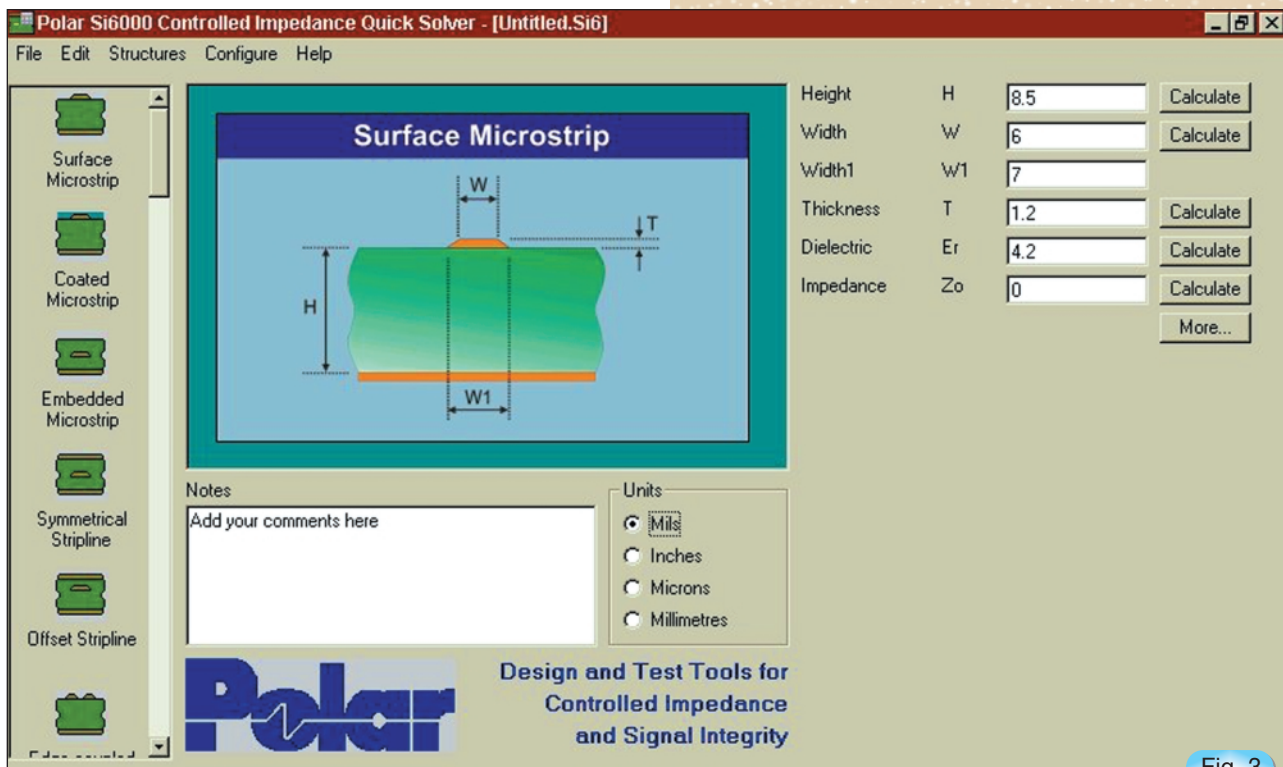 Polar Si6000 Controlled Impedance Quick Solver - [Untitled.Si6]
File Edit Structures Configure Help
Surface
Microstrip
Coated
Microstrip
Embedded
Microstrip
Symmetrical
Stripline
Offset Stripline
Surface Microstrip
W
T
H
W1
Height H 8.5 Calculate
Width W 6 Calculate
Width1 W1 7
Thickness T 1.2 Calculate
Dielectric Er 4.2 Calculate
Impedance Zo 0 Calculate
More...
Notes
Add your comments here
Units
Mils
Inches
Microns
Millimetres
Polar
Design and Test Tools for
Controlled Impedance
and Signal Integrity
Fig. 3